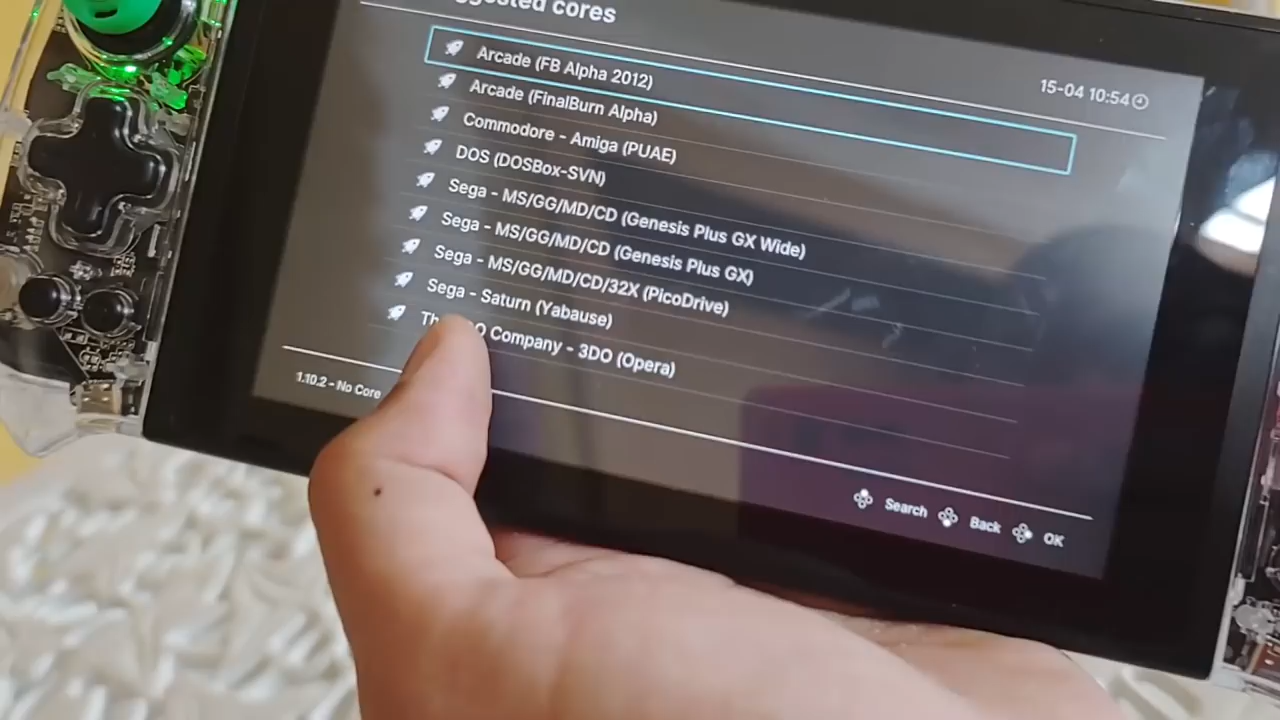 cores
15-04 10:54
Arcade (FB Alpha 2012)
Arcade (FinalBurn Alpha)
Commodore - Amiga (PUAE)
DOS (DOSBox-SVN)
Sega - MS/GG/MD/CD (Genesis Plus GX Wide)
Sega - MS/GG/MD/CD (Genesis Plus GX)
Sega - MS/GG/MD/CD/32X (PicoDrive)
Sega - Saturn (Yabause)
Company - 3DO (Opera)
1.10.2 - No Core
Search Back OK